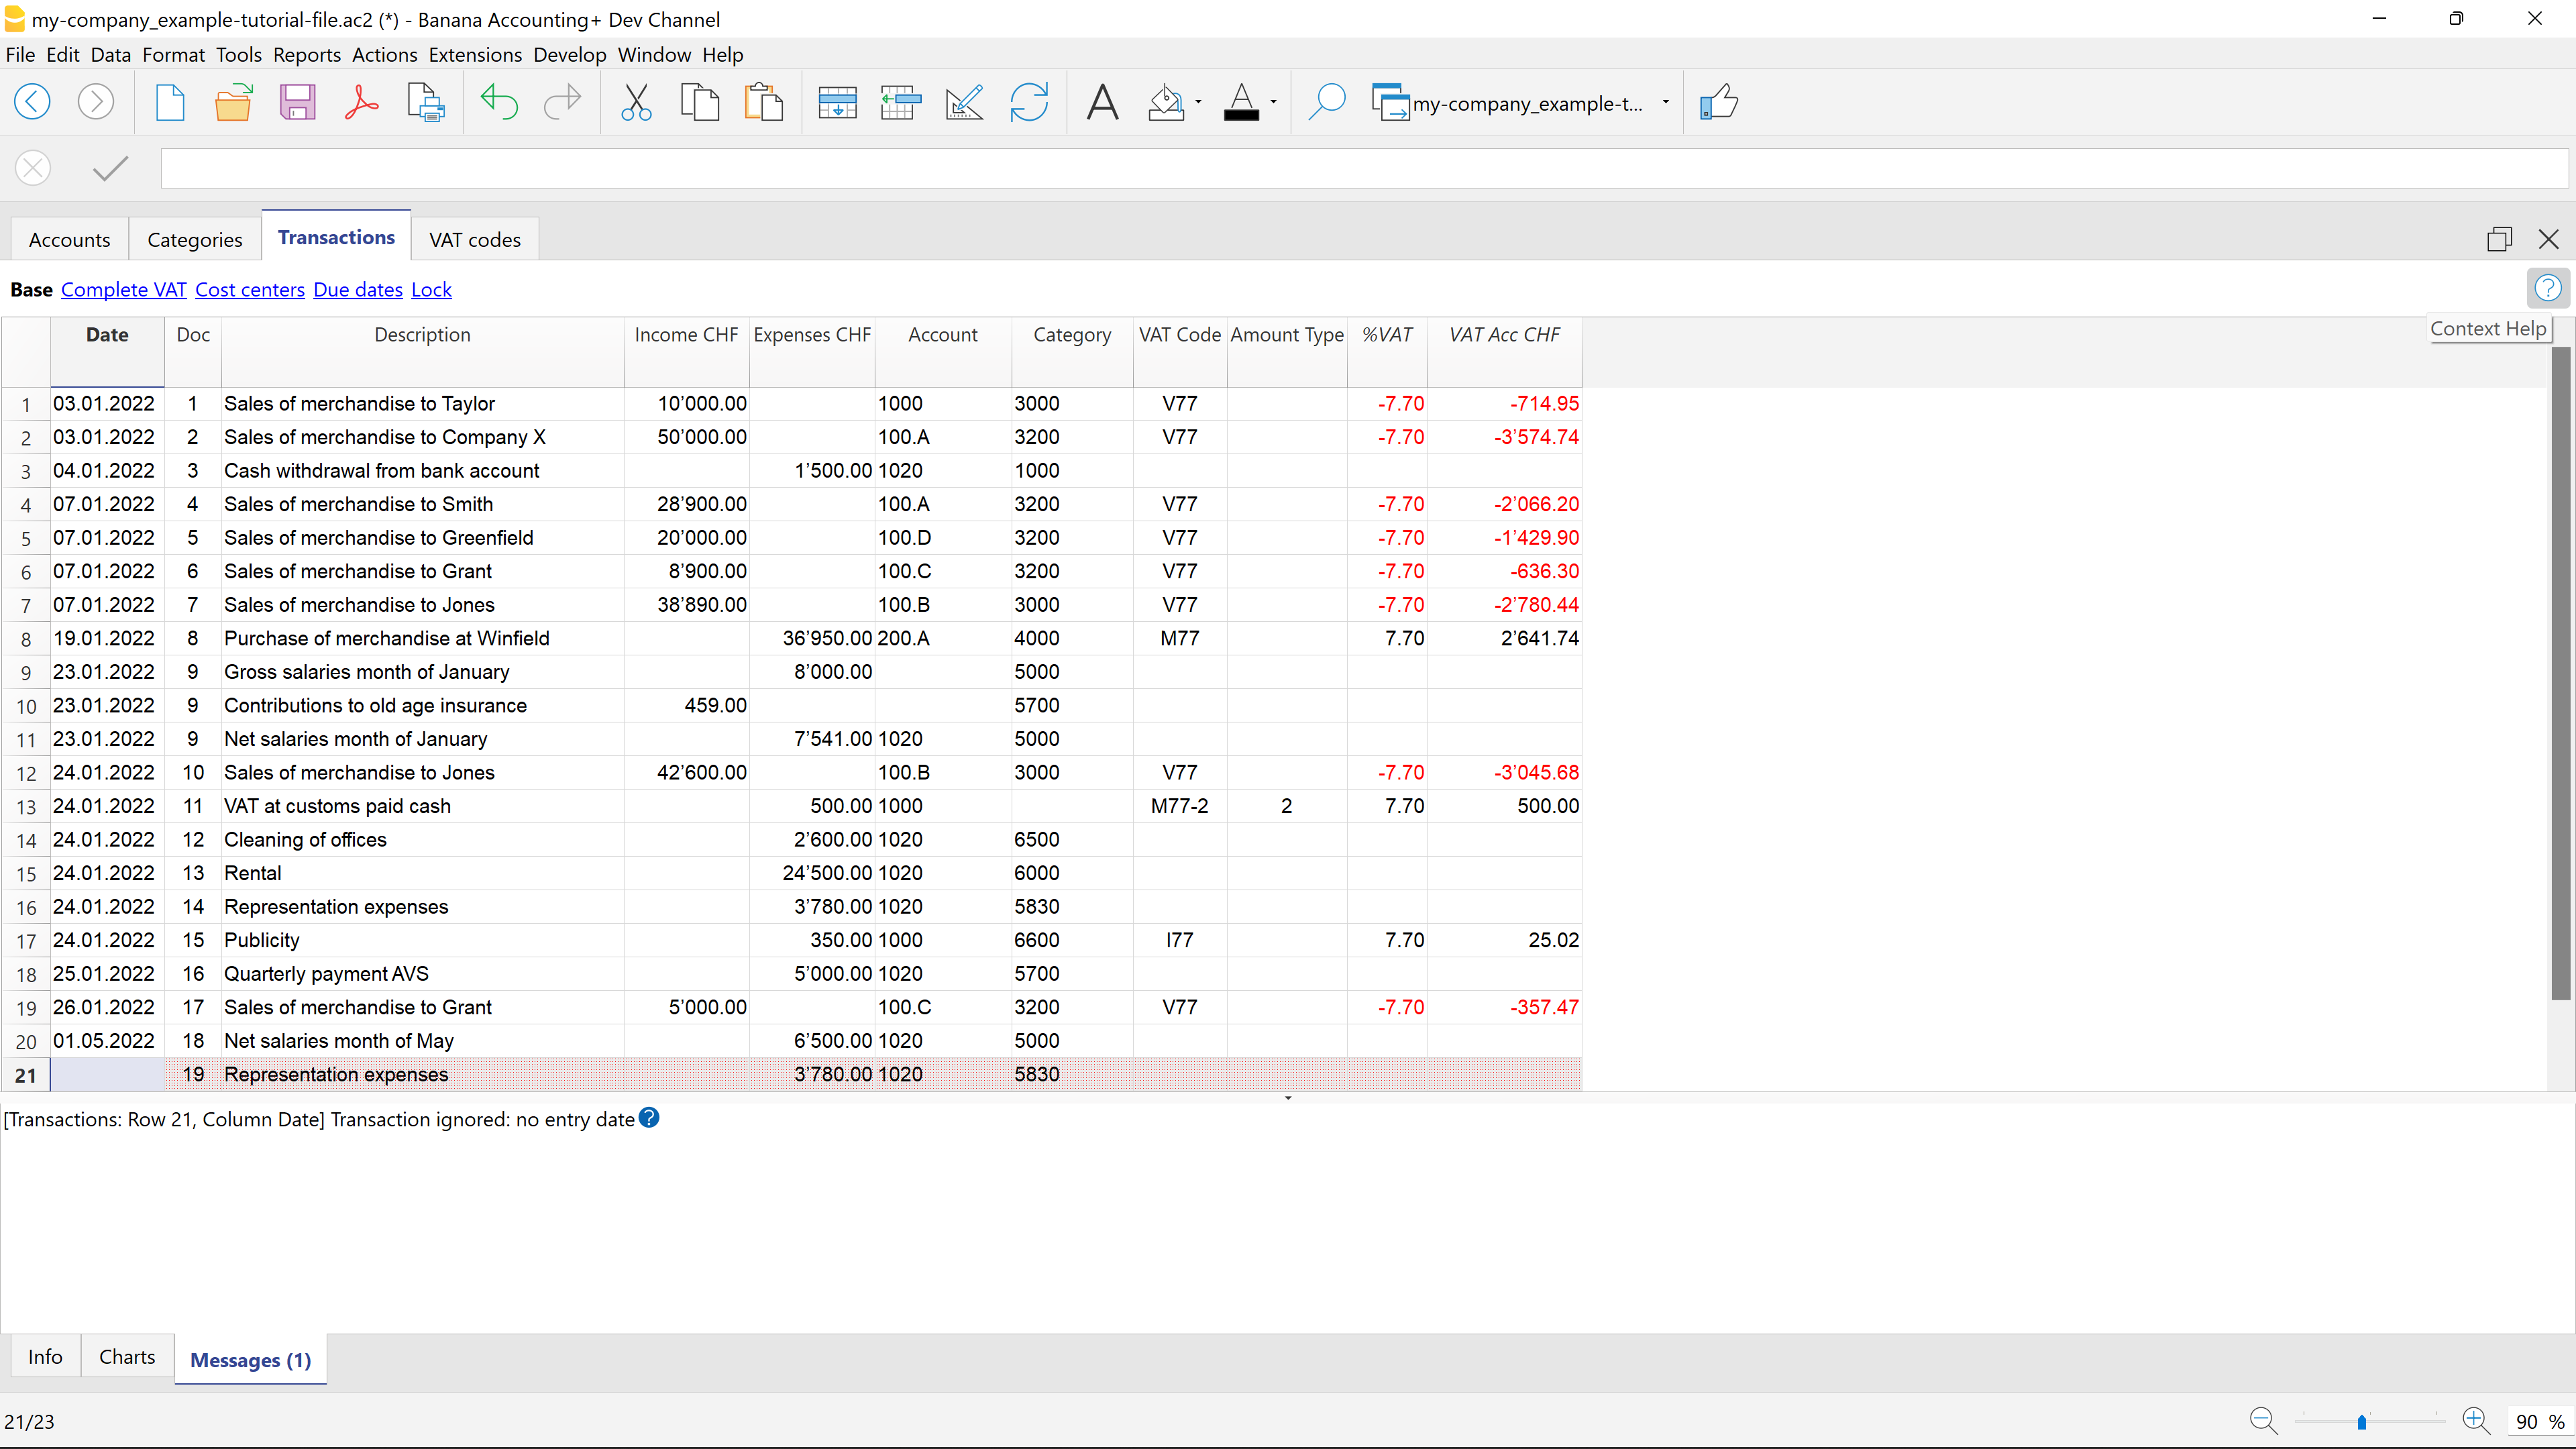 my-company_example-tutorial-file.ac2 (*) - Banana Accounting+ Dev Channel
File Edit Data Format Tools Reports Actions Extensions Develop Window Help
my-company_example-t...
Accounts Categories Transactions VAT codes
Base Complete VAT Cost centers Due dates Lock
Context Help
Date Doc Description Income CHF Expenses CHF Account Category VAT Code Amount Type %VAT VAT Acc CHF
1 03.01.2022 1 Sales of merchandise to Taylor 10’000.00 1000 3000 V77 -7.70 -714.95
2 03.01.2022 2 Sales of merchandise to Company X 50’000.00 100.A 3200 V77 -7.70 -3’574.74
3 04.01.2022 3 Cash withdrawal from bank account 1’500.00 1020 1000
4 07.01.2022 4 Sales of merchandise to Smith 28’900.00 100.A 3200 V77 -7.70 -2’066.20
5 07.01.2022 5 Sales of merchandise to Greenfield 20’000.00 100.D 3200 V77 -7.70 -1’429.90
6 07.01.2022 6 Sales of merchandise to Grant 8’900.00 100.C 3200 V77 -7.70 -636.30
7 07.01.2022 7 Sales of merchandise to Jones 38’890.00 100.B 3000 V77 -7.70 -2’780.44
8 19.01.2022 8 Purchase of merchandise at Winfield 36’950.00 200.A 4000 M77 7.70 2’641.74
9 23.01.2022 9 Gross salaries month of January 8’000.00 5000
10 23.01.2022 9 Contributions to old age insurance 459.00 5700
11 23.01.2022 9 Net salaries month of January 7’541.00 1020 5000
12 24.01.2022 10 Sales of merchandise to Jones 42’600.00 100.B 3000 V77 -7.70 -3’045.68
13 24.01.2022 11 VAT at customs paid cash 500.00 1000 M77-2 2 7.70 500.00
14 24.01.2022 12 Cleaning of offices 2’600.00 1020 6500
15 24.01.2022 13 Rental 24’500.00 1020 6000
16 24.01.2022 14 Representation expenses 3’780.00 1020 5830
17 24.01.2022 15 Publicity 350.00 1000 6600 I77 7.70 25.02
18 25.01.2022 16 Quarterly payment AVS 5’000.00 1020 5700
19 26.01.2022 17 Sales of merchandise to Grant 5’000.00 100.C 3200 V77 -7.70 -357.47
20 01.05.2022 18 Net salaries month of May 6’500.00 1020 5000
21 19 Representation expenses 3’780.00 1020 5830
[Transactions: Row 21, Column Date] Transaction ignored: no entry date
Info Charts Messages (1)
21/23
90 %